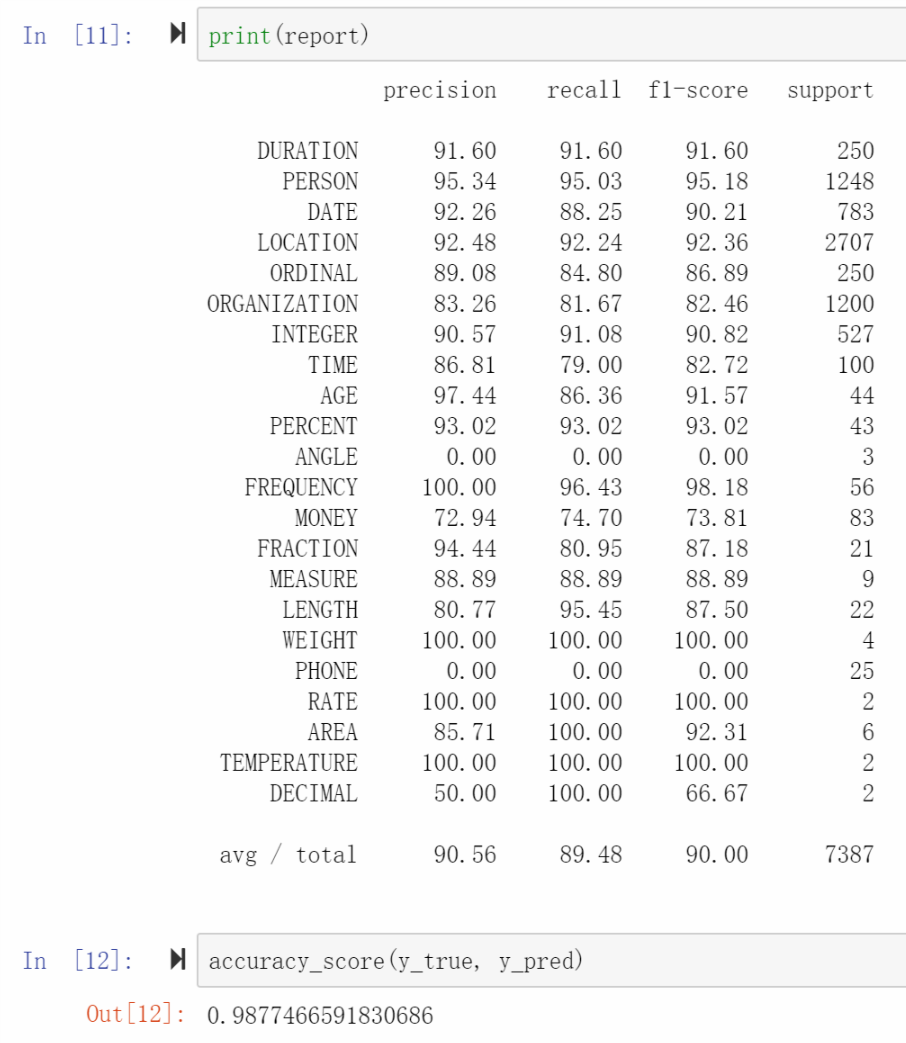 In [11]: print(report)
precision recall f1-score support
DURATION 91.60 91.60 91.60 250
PERSON 95.34 95.03 95.18 1248
DATE 92.26 88.25 90.21 783
LOCATION 92.48 92.24 92.36 2707
ORDINAL 89.08 84.80 86.89 250
ORGANIZATION 83.26 81.67 82.46 1200
INTEGER 90.57 91.08 90.82 527
TIME 86.81 79.00 82.72 100
AGE 97.44 86.36 91.57 44
PERCENT 93.02 93.02 93.02 43
ANGLE 0.00 0.00 0.00 3
FREQUENCY 100.00 96.43 98.18 56
MONEY 72.94 74.70 73.81 83
FRACTION 94.44 80.95 87.18 21
MEASURE 88.89 88.89 88.89 9
LENGTH 80.77 95.45 87.50 22
WEIGHT 100.00 100.00 100.00 4
PHONE 0.00 0.00 0.00 25
RATE 100.00 100.00 100.00 2
AREA 85.71 100.00 92.31 6
TEMPERATURE 100.00 100.00 100.00 2
DECIMAL 50.00 100.00 66.67 2
avg / total 90.56 89.48 90.00 7387
In [12]: accuracy_score(y_true, y_pred)
Out[12]: 0.9877466591830686